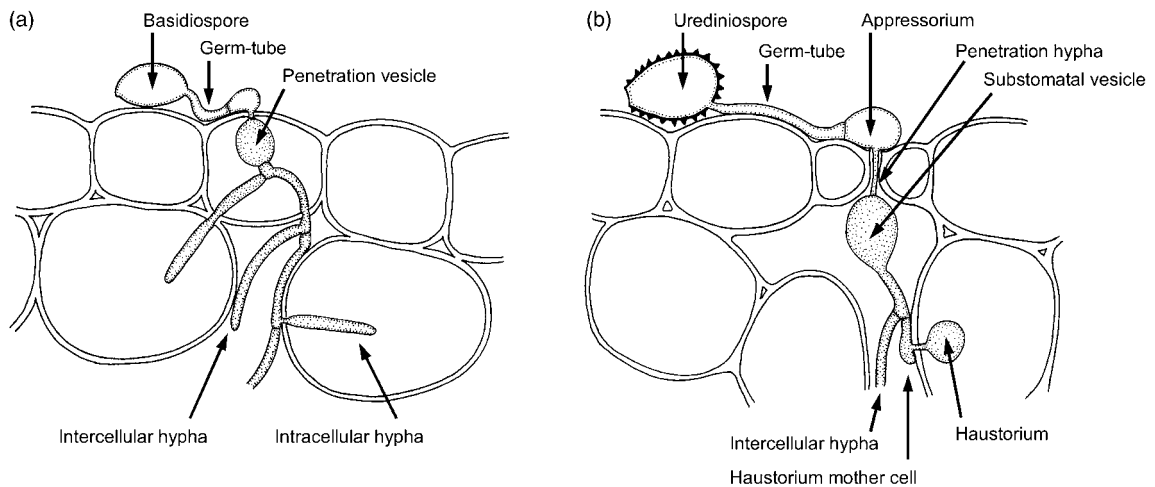 (a)
Basidiospore
Germ-tube
Penetration vesicle
Intercellular hypha
Intracellular hypha
(b)
Urediniospore
Appressorium
Germ-tube
Penetration hypha
Substomatal vesicle
Intercellular hypha
Haustorium
Haustorium mother cell